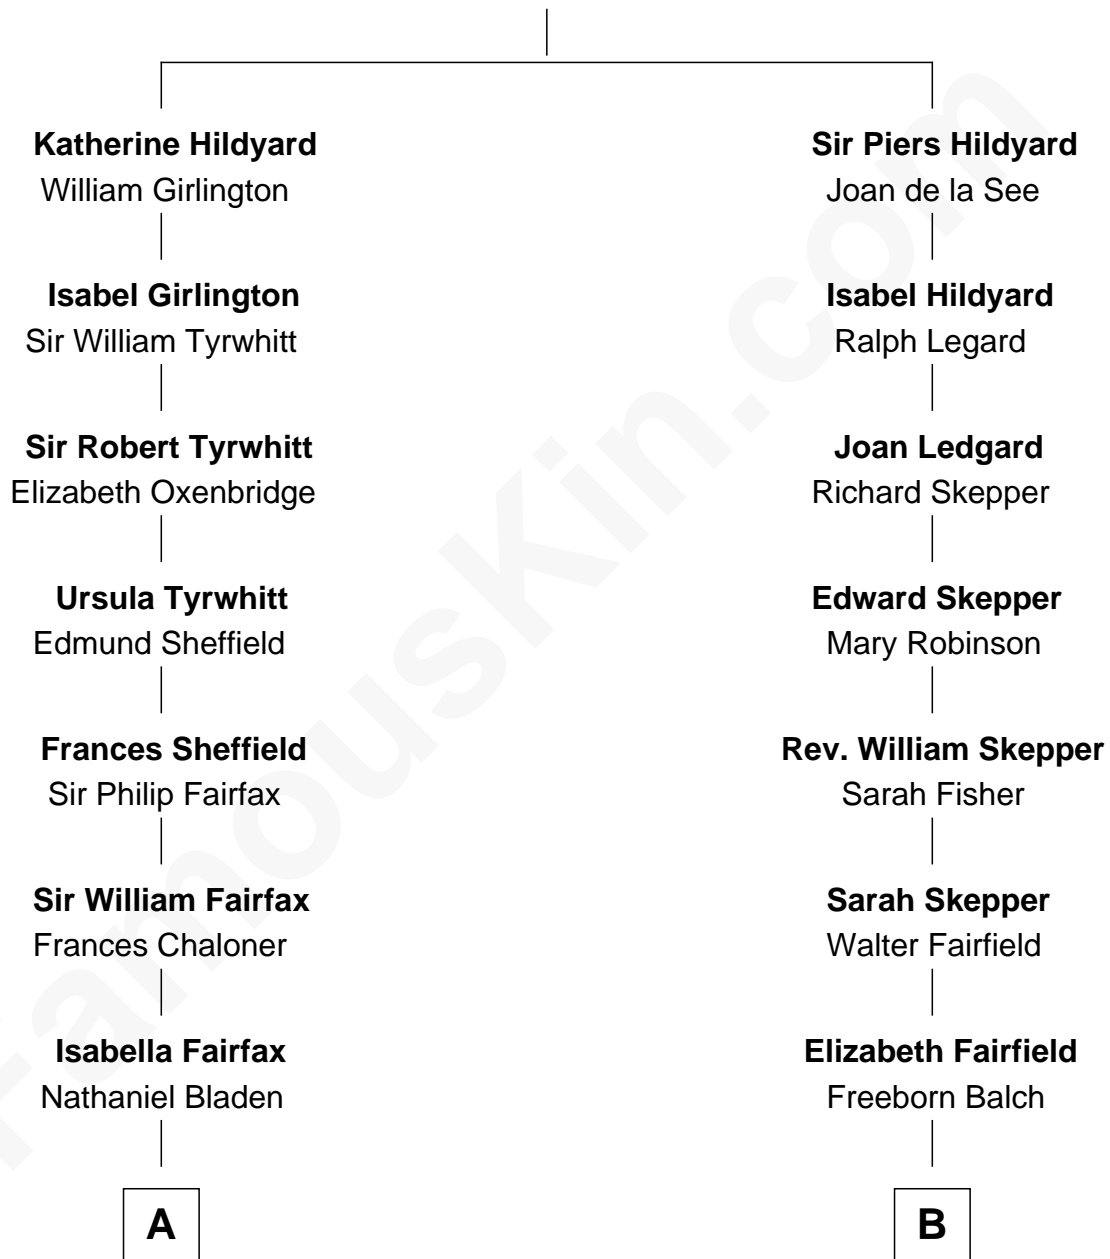 Katherine Hildyard
William Girlington
Isabel Girlington
Sir William Tyrwhitt
Sir Robert Tyrwhitt
Elizabeth Oxenbridge
Ursula Tyrwhitt
Edmund Sheffield
Frances Sheffield
Sir Philip Fairfax
Sir William Fairfax
Frances Chaloner
Isabella Fairfax
Nathaniel Bladen
A
Sir Piers Hildyard
Joan de la See
Isabel Hildyard
Ralph Legard
Joan Ledgard
Richard Skepper
Edward Skepper
Mary Robinson
Rev. William Skepper
Sarah Fisher
Sarah Skepper
Walter Fairfield
Elizabeth Fairfield
Freeborn Balch
B
FamousKin.com